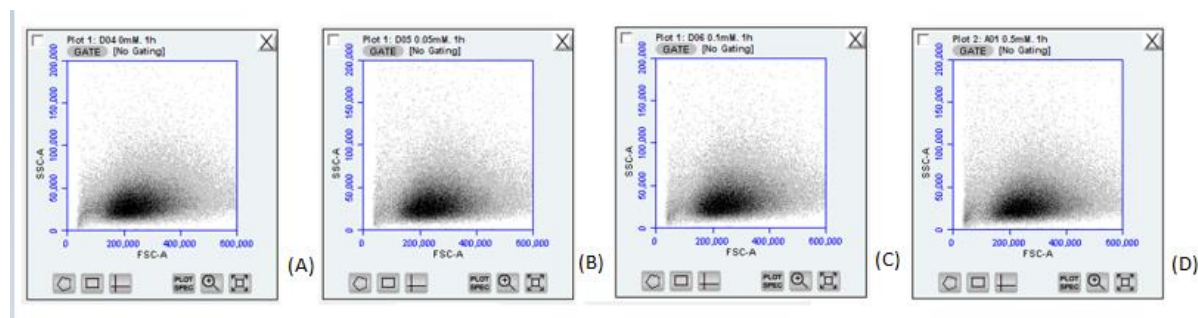 Plot 1: D04 0mM. 1h
GATE [No Gating]
200,000
150,000
100,000
50,000
0
SSC-A
0 200,000 400,000 600,000
FSC-A
PLOT
SPEC
(A)
Plot 1: D05 0.05mM. 1h
GATE [No Gating]
200,000
150,000
100,000
50,000
0
SSC-A
0 200,000 400,000 600,000
FSC-A
PLOT
SPEC
(B)
Plot 1: D06 0.1mM. 1h
GATE [No Gating]
200,000
150,000
100,000
50,000
0
SSC-A
0 200,000 400,000 600,000
FSC-A
PLOT
SPEC
(C)
Plot 2: A01 0.5mM. 1h
GATE [No Gating]
200,000
150,000
100,000
50,000
0
SSC-A
0 200,000 400,000 600,000
FSC-A
PLOT
SPEC
(D)